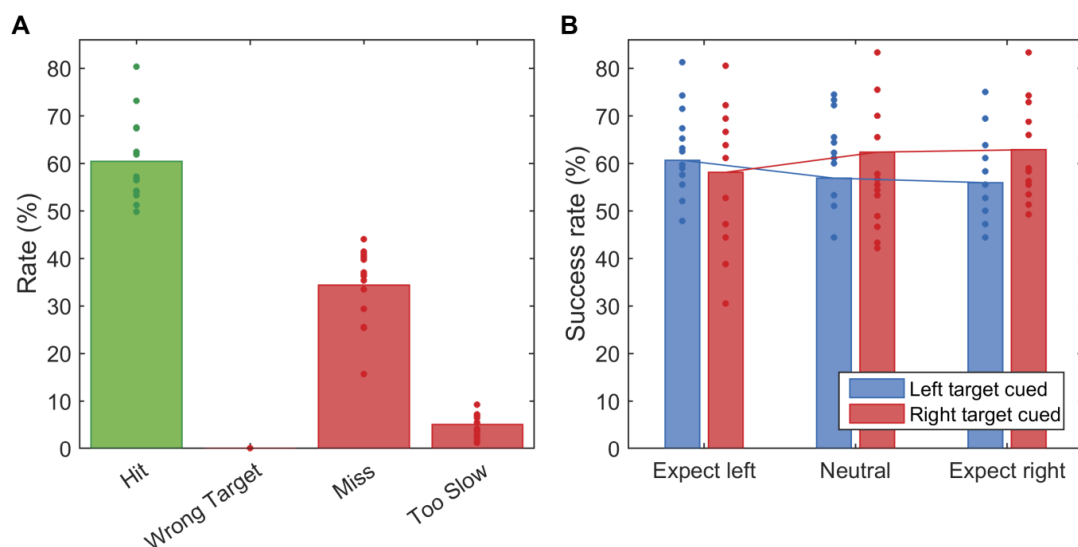 A
Rate (%)
80
70
60
50
40
30
20
10
0
Hit
Wrong Target
Miss
Too Slow
B
Success rate (%)
80
70
60
50
40
30
20
10
0
Expect left
Neutral
Expect right
Left target cued
Right target cued